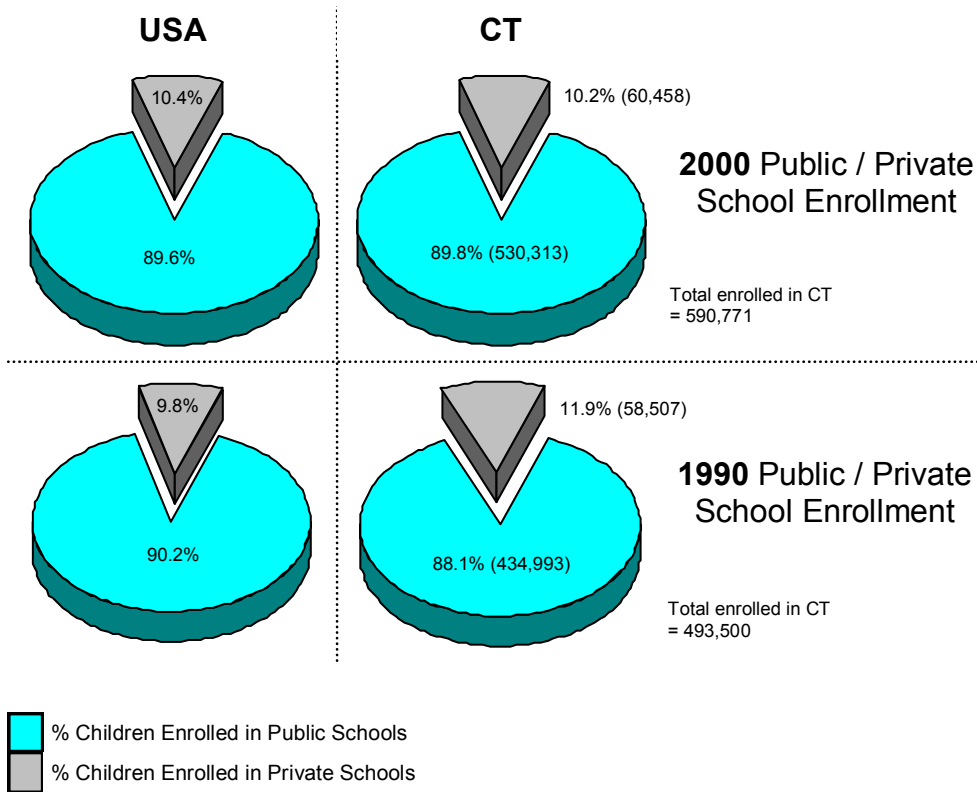 USA
CT
10.4%
10.2% (60,458)
2000 Public / Private
School Enrollment
89.6%
89.8% (530,313)
Total enrolled in CT
= 590,771
9.8%
11.9% (58,507)
1990 Public / Private
School Enrollment
90.2%
88.1% (434,993)
Total enrolled in CT
= 493,500
% Children Enrolled in Public Schools
% Children Enrolled in Private Schools